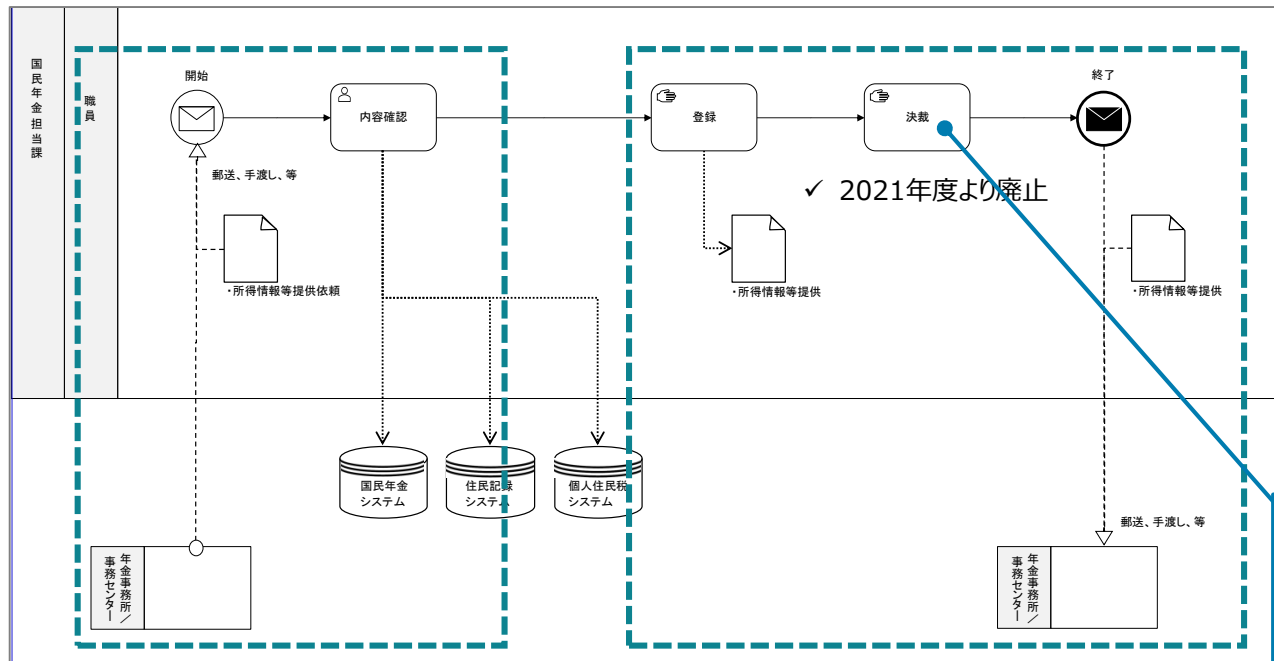 国民年金担当課
職員
開始
内容確認
登録
決裁
終了
郵送、手渡し、等
✓ 2021年度より廃止
・所得情報等提供依頼
・所得情報等提供
・所得情報等提供
国民年金
システム
住民記録
システム
個人住民税
システム
郵送、手渡し、等
年金事務所/
事務センター
年金事務所/
事務センター